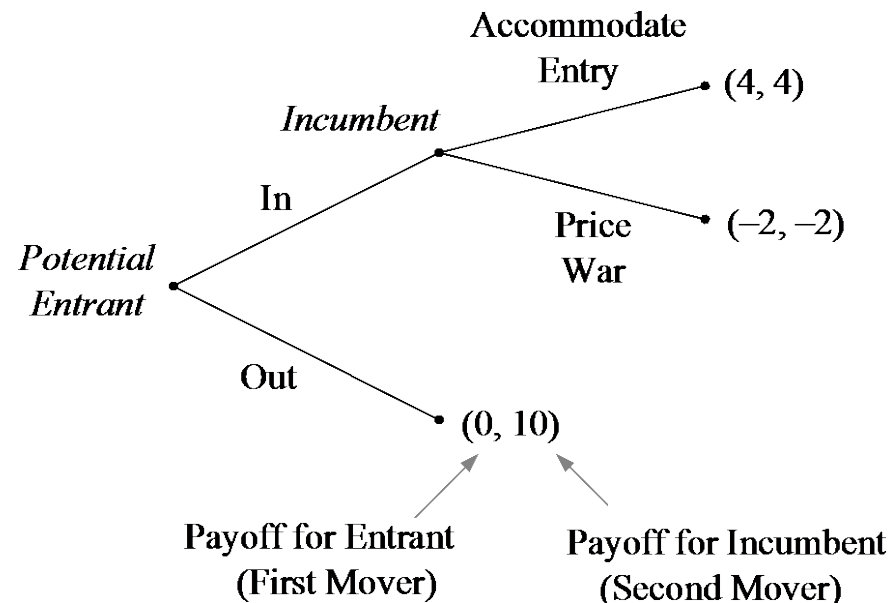 Accommodate
Entry
(4, 4)
Incumbent
In
Price
War
(–2, –2)
Potential
Entrant
Out
(0, 10)
Payoff for Entrant
(First Mover)
Payoff for Incumbent
(Second Mover)